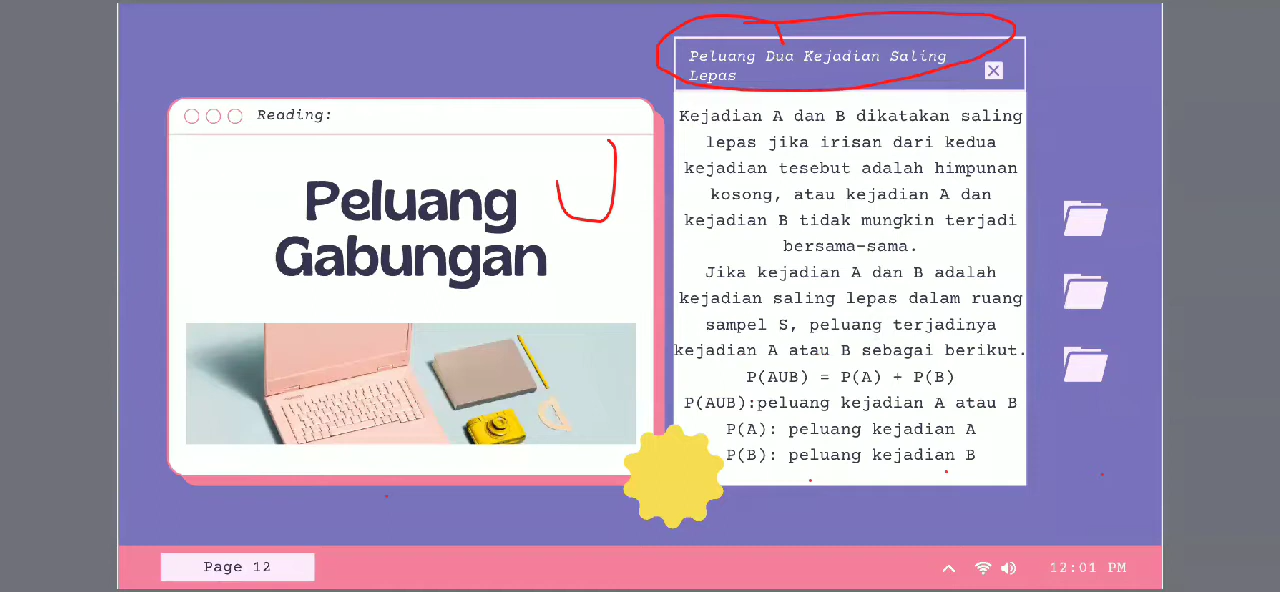 Reading:
Peluang
Gabungan
Peluang Dua Kejadian Saling
Lepas
Kejadian A dan B dikatakan saling
lepas jika irisan dari kedua
kejadian tesebut adalah himpunan
kosong, atau kejadian A dan
kejadian B tidak mungkin terjadi
bersama-sama.
Jika kejadian A dan B adalah
kejadian saling lepas dalam ruang
sampel S, peluang terjadinya
kejadian A atau B sebagai berikut.
P(AUB) = P(A) + P(B)
P(AUB):peluang kejadian A atau B
P(A): peluang kejadian A
P(B): peluang kejadian B
Page 12
12:01 PM